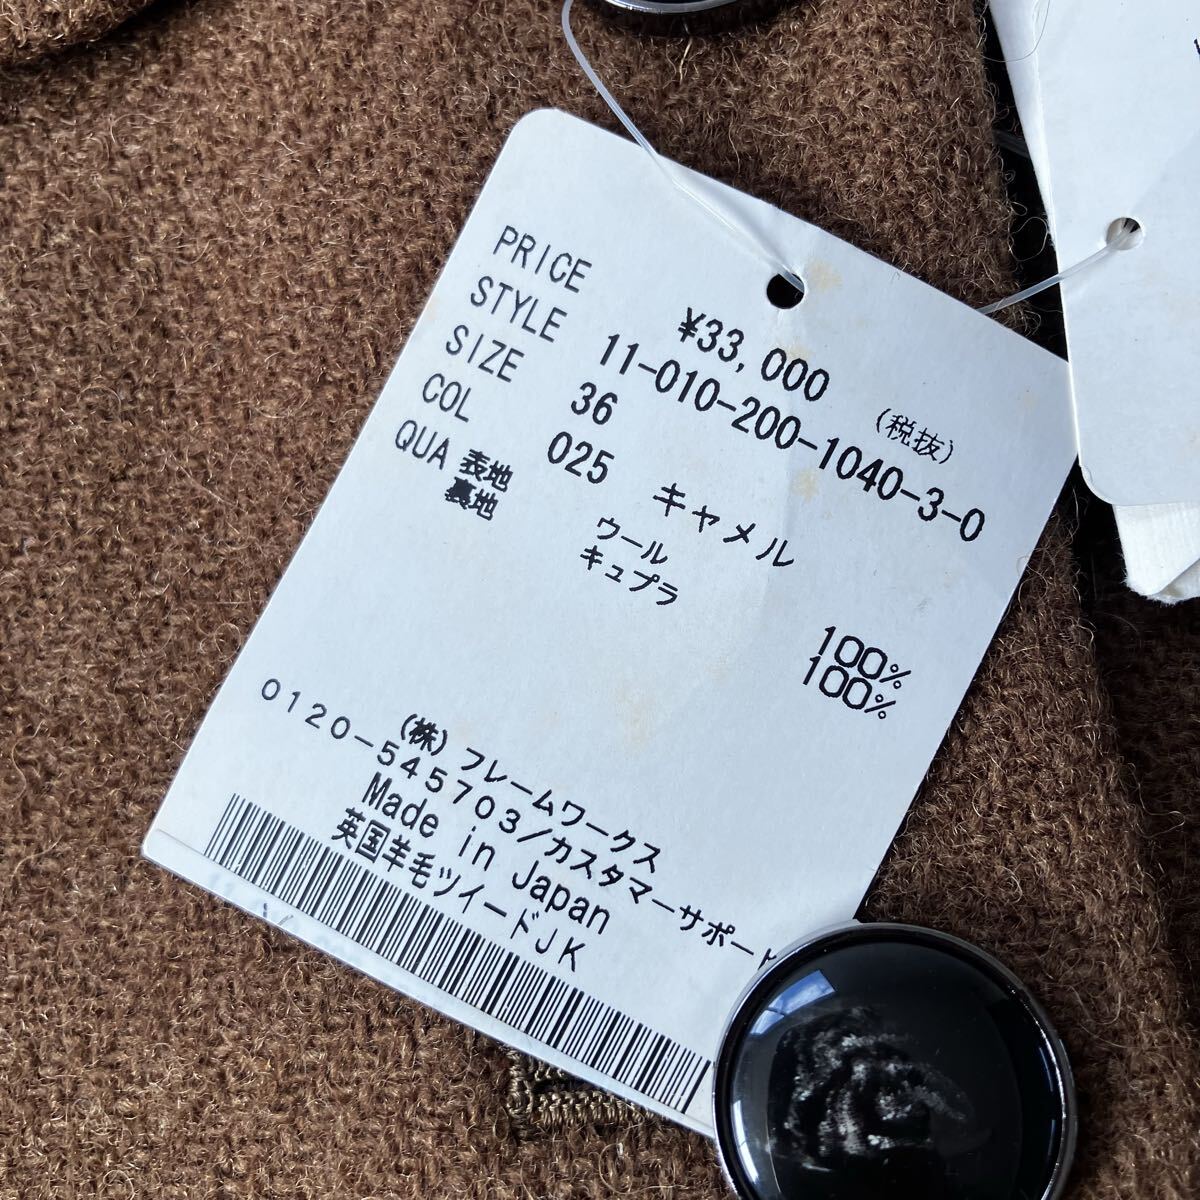 PRICE ¥33,000 (税抜)
STYLE 11-010-200-1040-3-0
SIZE 36
COL 025 キャメル
QUA 表地 ウール 100%
裏地 キュプラ 100%
(株)フレームワークス
0120-545703/カスタマーサポート
Made in Japan
英国羊毛ツイードJK